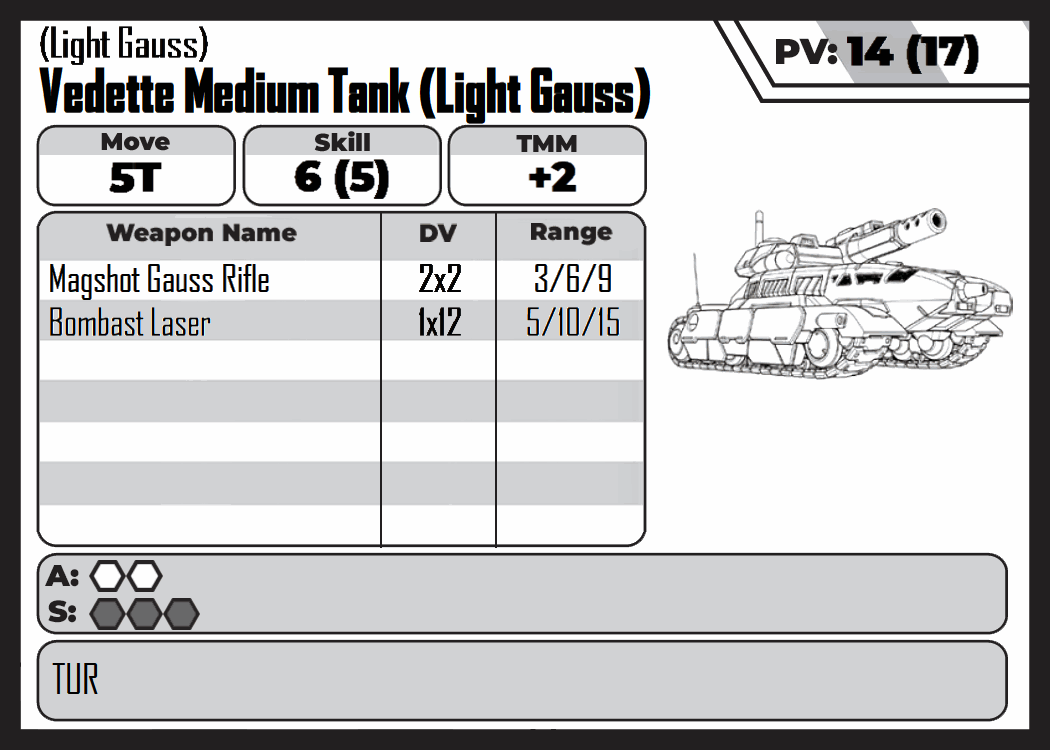 (Light Gauss)
Vedette Medium Tank (Light Gauss)
PV: 14 (17)
Move Skill TMM
5T 6 (5) +2
Weapon Name DV Range
Magshot Gauss Rifle 2x2 3/6/9
Bombast Laser 1x12 5/10/15
A:
S:
TUR